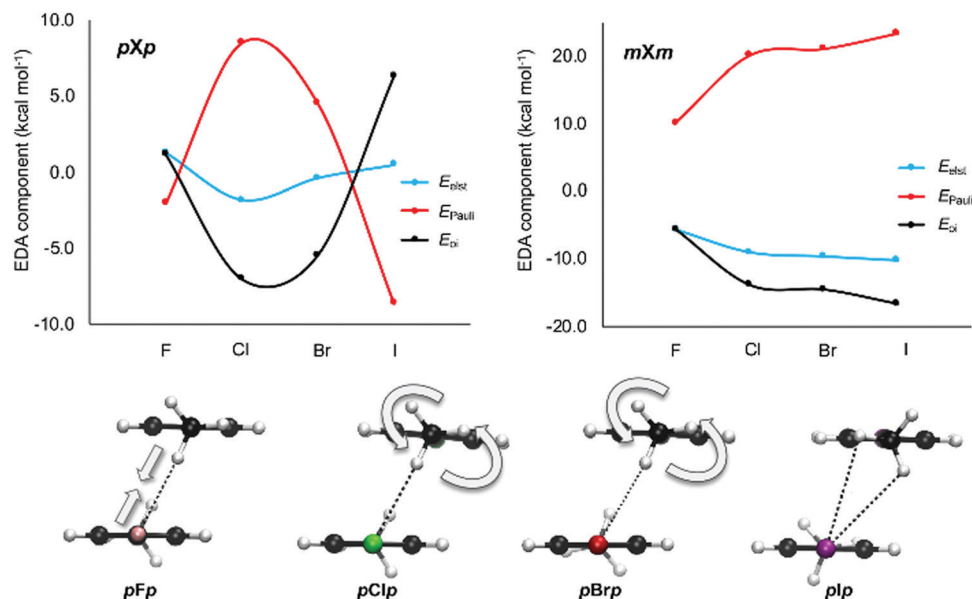 pXp
EDA component (kcal mol⁻¹)
10.0
5.0
0.0
-5.0
-10.0
F Cl Br I
Eelst
EPauli
Eoi
mXm
EDA component (kcal mol⁻¹)
20.0
10.0
0.0
-10.0
-20.0
F Cl Br I
Eelst
EPauli
Eoi
pFp pClp pBrp pIp